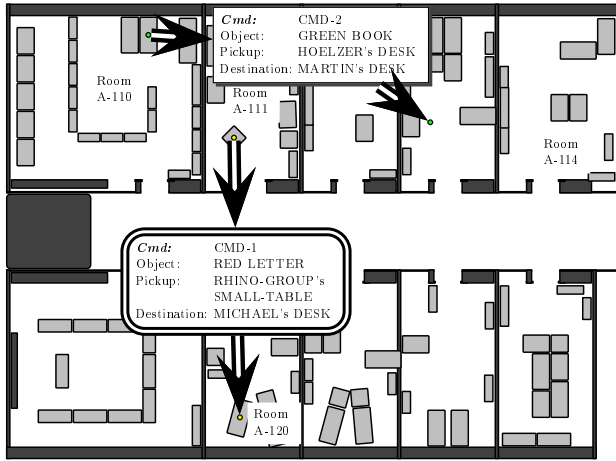 Cmd: CMD-2
Object: GREEN BOOK
Pickup: HOELZER's DESK
Destination: MARTIN's DESK
Room
A-110
Room
A-111
Room
A-114
Cmd: CMD-1
Object: RED LETTER
Pickup: RHINO-GROUP's
SMALL-TABLE
Destination: MICHAEL's DESK
Room
A-120